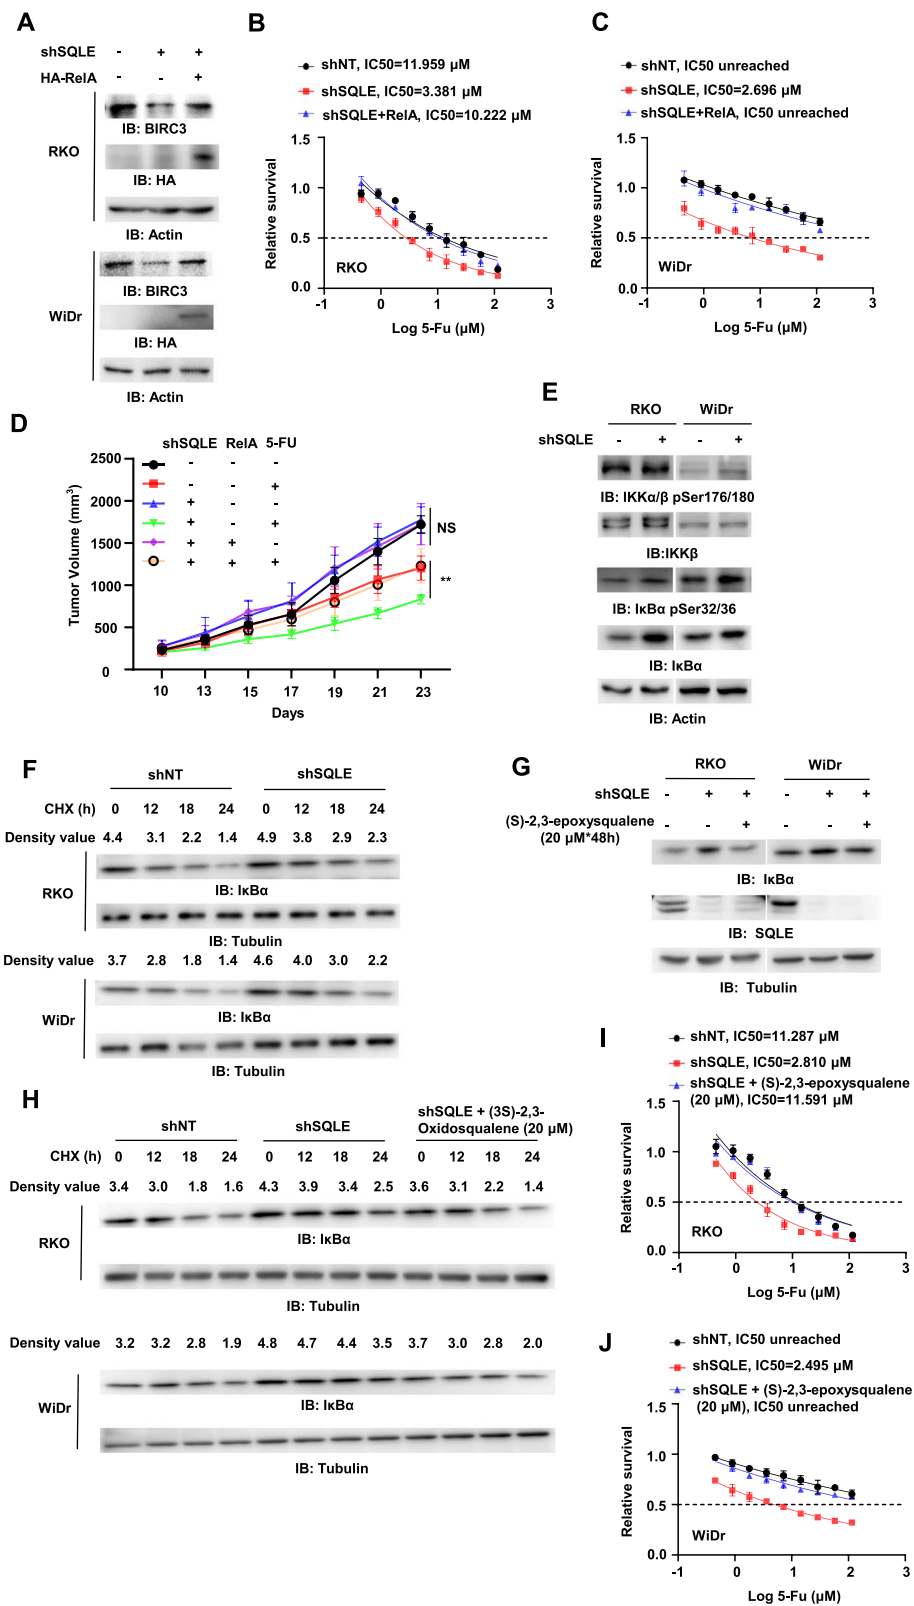 A
shSQLE - + +
HA-RelA - - +
RKO
IB: BIRC3
IB: HA
IB: Actin
WiDr
IB: BIRC3
IB: HA
IB: Actin
B
shNT, IC50=11.959 µM
shSQLE, IC50=3.381 µM
shSQLE+RelA, IC50=10.222 µM
Relative survival
1.5
1.0
0.5
0.0
RKO
-1 0 1 2 3
Log 5-Fu (µM)
C
shNT, IC50 unreached
shSQLE, IC50=2.696 µM
shSQLE+RelA, IC50 unreached
Relative survival
1.5
1.0
0.5
0.0
WiDr
-1 0 1 2 3
Log 5-Fu (µM)
D
shSQLE RelA 5-FU
- - -
- - +
+ - -
+ - +
+ + -
+ + +
Tumor Volume (mm³)
2500
2000
1500
1000
500
0
NS
**
10 13 15 17 19 21 23
Days
E
RKO WiDr
shSQLE - + - +
IB: IKKα/β pSer176/180
IB:IKKβ
IB: IκBα pSer32/36
IB: IκBα
IB: Actin
F
shNT shSQLE
CHX (h) 0 12 18 24 0 12 18 24
Density value 4.4 3.1 2.2 1.4 4.9 3.8 2.9 2.3
RKO
IB: IκBα
IB: Tubulin
Density value 3.7 2.8 1.8 1.4 4.6 4.0 3.0 2.2
WiDr
IB: IκBα
IB: Tubulin
G
RKO WiDr
shSQLE - + + - + +
(S)-2,3-epoxysqualene
(20 µM*48h) - - + - - +
IB: IκBα
IB: SQLE
IB: Tubulin
H
shNT shSQLE shSQLE + (3S)-2,3-
Oxidosqualene (20 µM)
CHX (h) 0 12 18 24 0 12 18 24 0 12 18 24
Density value 3.4 3.0 1.8 1.6 4.3 3.9 3.4 2.5 3.6 3.1 2.2 1.4
RKO
IB: IκBα
IB: Tubulin
Density value 3.2 3.2 2.8 1.9 4.8 4.7 4.4 3.5 3.7 3.0 2.8 2.0
WiDr
IB: IκBα
IB: Tubulin
I
shNT, IC50=11.287 µM
shSQLE, IC50=2.810 µM
shSQLE + (S)-2,3-epoxysqualene
(20 µM), IC50=11.591 µM
Relative survival
1.5
1.0
0.5
0.0
RKO
-1 0 1 2 3
Log 5-Fu (µM)
J
shNT, IC50 unreached
shSQLE, IC50=2.495 µM
shSQLE + (S)-2,3-epoxysqualene
(20 µM), IC50 unreached
Relative survival
1.5
1.0
0.5
0.0
WiDr
-1 0 1 2 3
Log 5-Fu (µM)